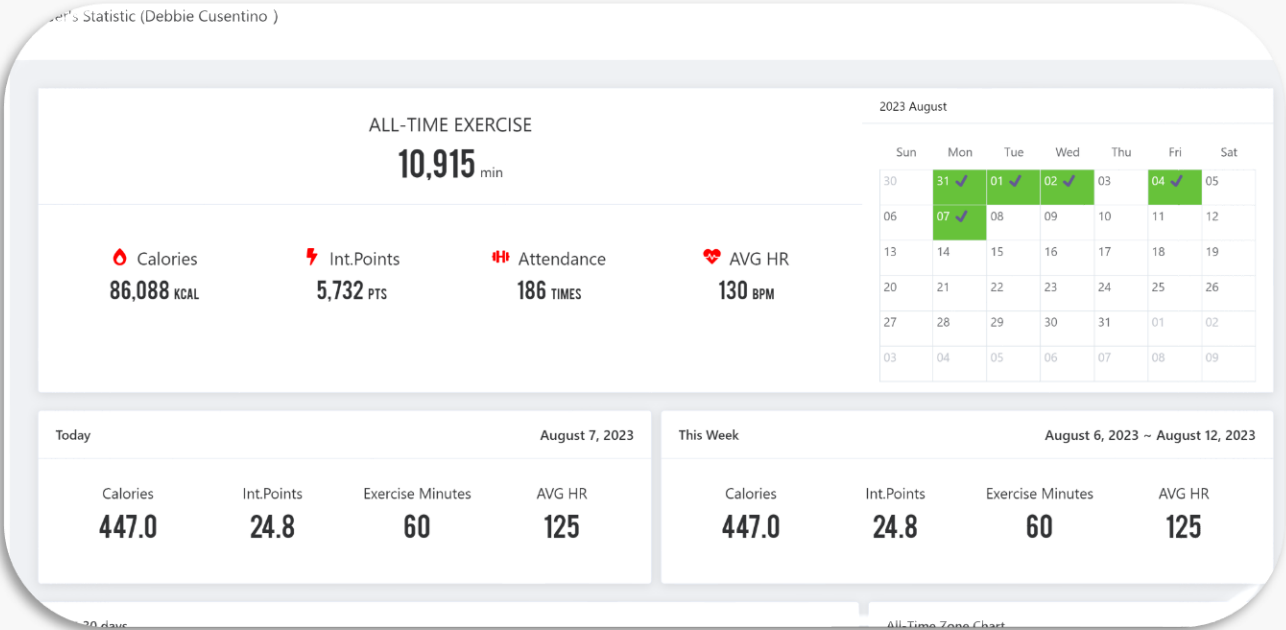 Statistic (Debbie Cusentino )
ALL-TIME EXERCISE
10,915 min
Calories
86,088 KCAL
Int.Points
5,732 PTS
Attendance
186 TIMES
AVG HR
130 BPM
2023 August
Sun Mon Tue Wed Thu Fri Sat
30 31 01 02 03 04 05
06 07 08 09 10 11 12
13 14 15 16 17 18 19
20 21 22 23 24 25 26
27 28 29 30 31 01 02
03 04 05 06 07 08 09
Today August 7, 2023
Calories Int.Points Exercise Minutes AVG HR
447.0 24.8 60 125
This Week August 6, 2023 ~ August 12, 2023
Calories Int.Points Exercise Minutes AVG HR
447.0 24.8 60 125
30 days
All-Time Zone Chart